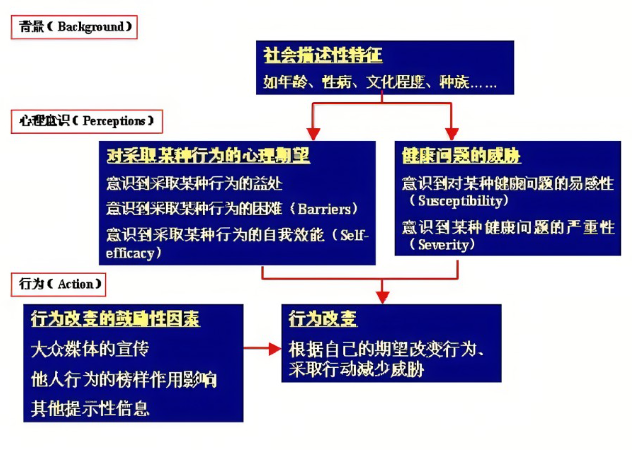 背景（Background）
社会描述性特征
如年龄、性病、文化程度、种族……
心理意识（Perceptions）
对采取某种行为的心理期望
意识到采取某种行为的益处
意识到采取某种行为的困难（Barriers）
意识到采取某种行为的自我效能（Self-
efficacy）
健康问题的威胁
意识到对某种健康问题的易感性
（Susceptibility）
意识到某种健康问题的严重性
（Severity）
行为（Action）
行为改变的鼓励性因素
大众媒体的宣传
他人行为的榜样作用影响
其他提示性信息
行为改变
根据自己的期望改变行为、
采取行动减少威胁